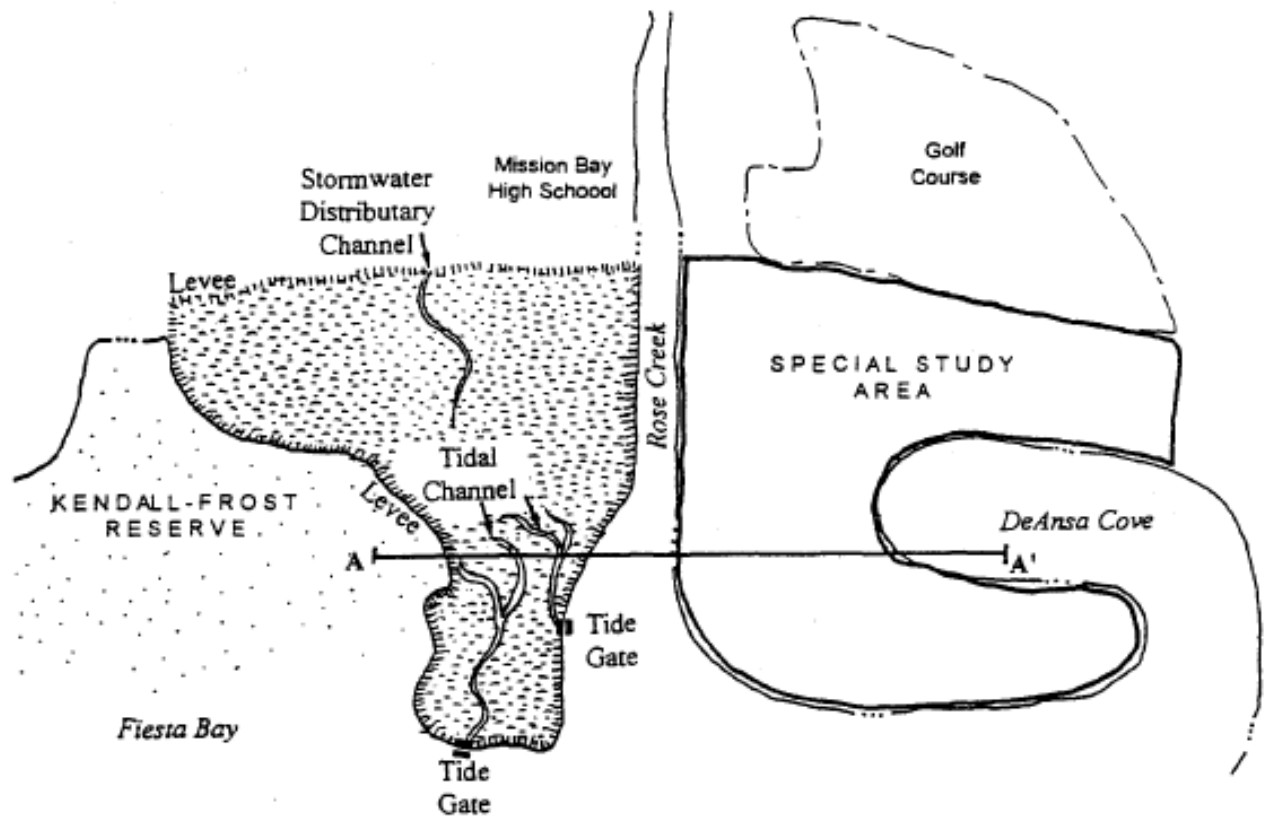 Mission Bay
High Schoool
Golf
Course
Stormwater
Distributary
Channel
Levee
Rose Creek
SPECIAL STUDY
AREA
Tidal
Channel
KENDALL-FROST
RESERVE
Levee
DeAnsa Cove
A
A'
Tide
Gate
Fiesta Bay
Tide
Gate